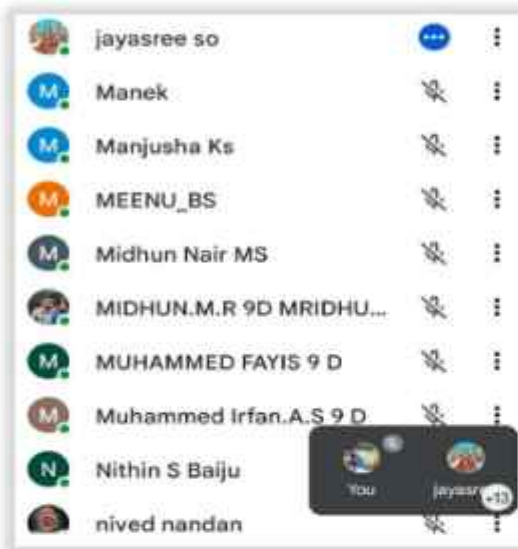 jayasree so
M Manek
M Manjusha Ks
M MEENU_BS
M Midhun Nair MS
MIDHUN.M.R 9D MRIDHU...
M MUHAMMED FAYIS 9 D
M Muhammed Irfan.A.S 9 D
N Nithin S Baiju
You jayasr +13
nived nandan